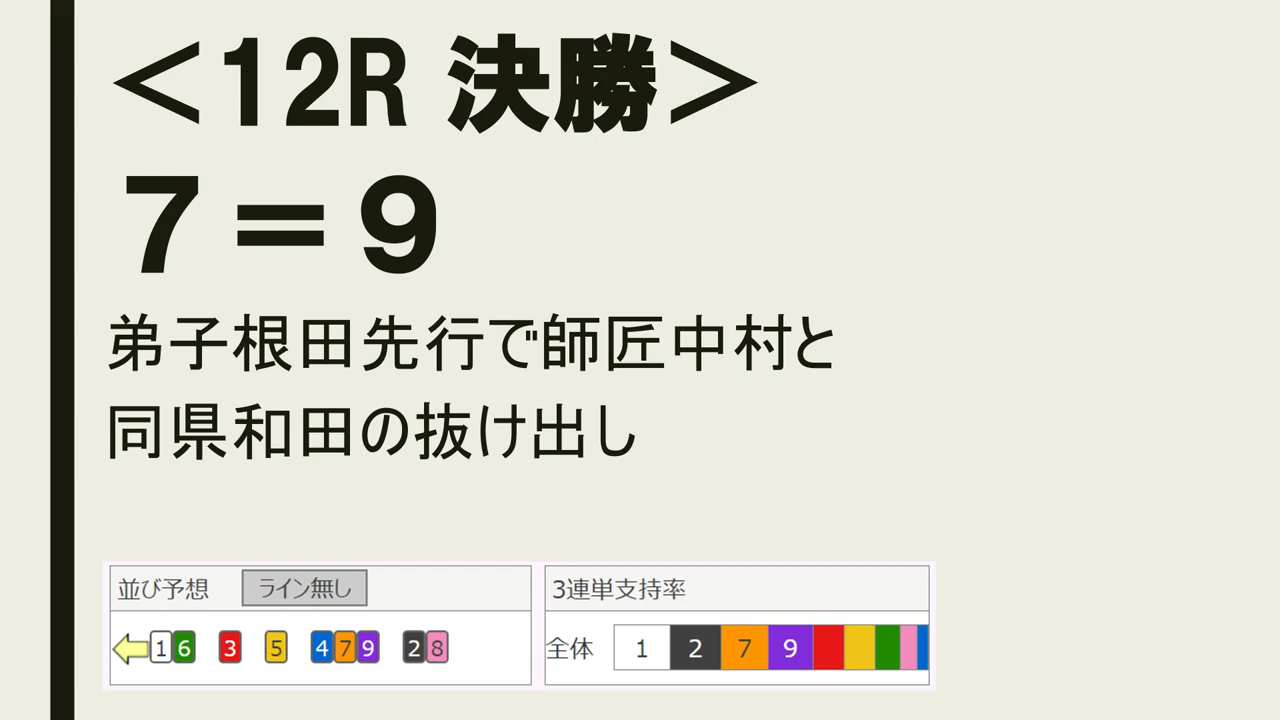 ＜12R 決勝＞
７＝９
弟子根田先行で師匠中村と
同県和田の抜け出し
並び予想 ライン無し
1 6 3 5 4 7 9 2 8
3連単支持率
全体 1 2 7 9